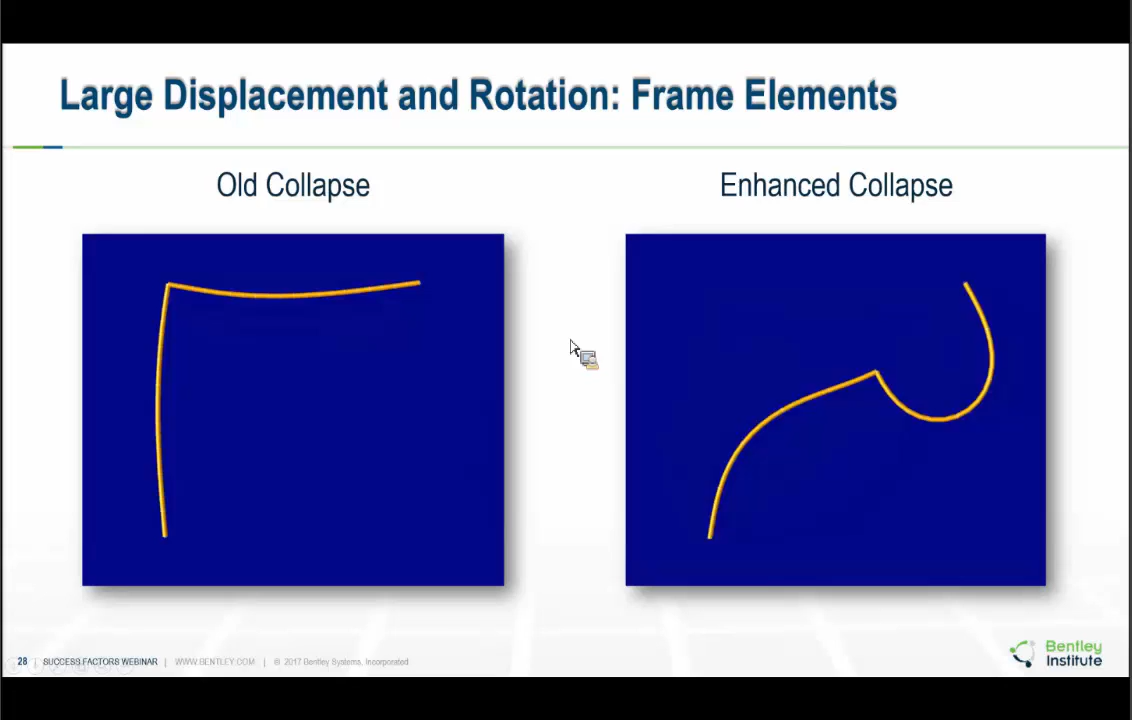 Large Displacement and Rotation: Frame Elements
Old Collapse
Enhanced Collapse
28 | SUCCESS FACTORS WEBINAR | WWW.BENTLEY.COM | © 2017 Bentley Systems, Incorporated
Bentley
Institute